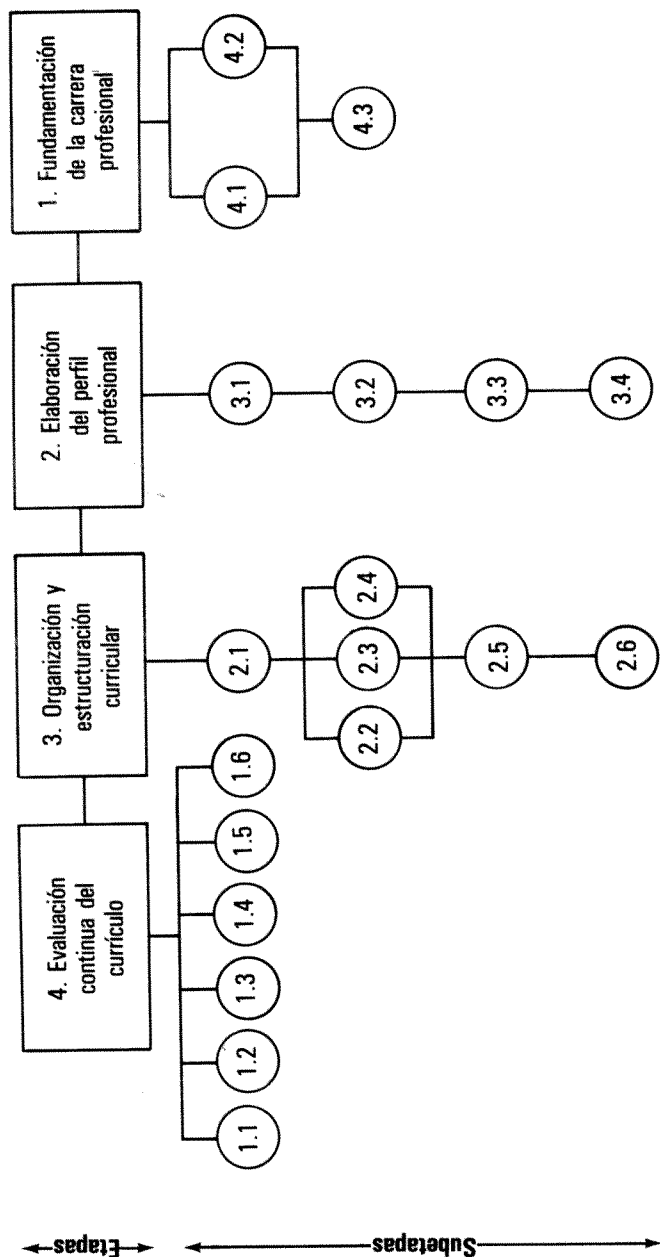 Etapas
4. Evaluación
continua del
currículo
3. Organización y
estructuración
curricular
2. Elaboración
del perfil
profesional
1. Fundamentación
de la carrera
profesional
Subetapas
1.1
1.2
1.3
1.4
1.5
1.6
2.1
2.2
2.3
2.4
2.5
2.6
3.1
3.2
3.3
3.4
4.1
4.2
4.3